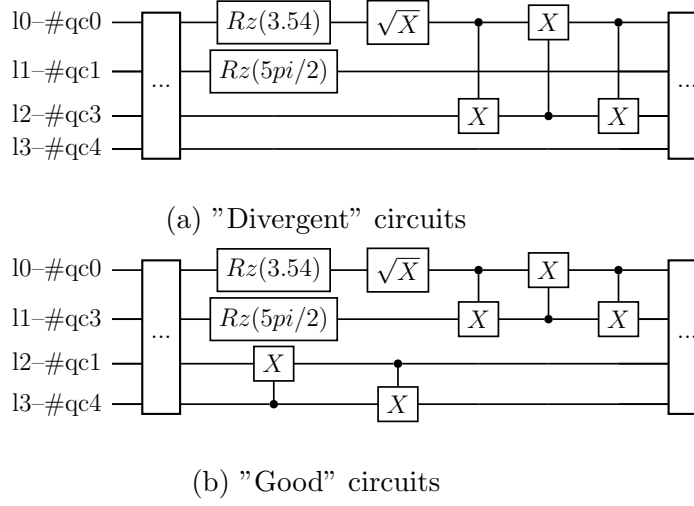 l0–#qc0 Rz(3.54) √X X
l1–#qc1 ... Rz(5pi/2) ...
l2–#qc3 X X
l3–#qc4
(a) ”Divergent” circuits
l0–#qc0 Rz(3.54) √X X
l1–#qc3 ... Rz(5pi/2) X X ...
l2–#qc1 X
l3–#qc4 X
(b) ”Good” circuits